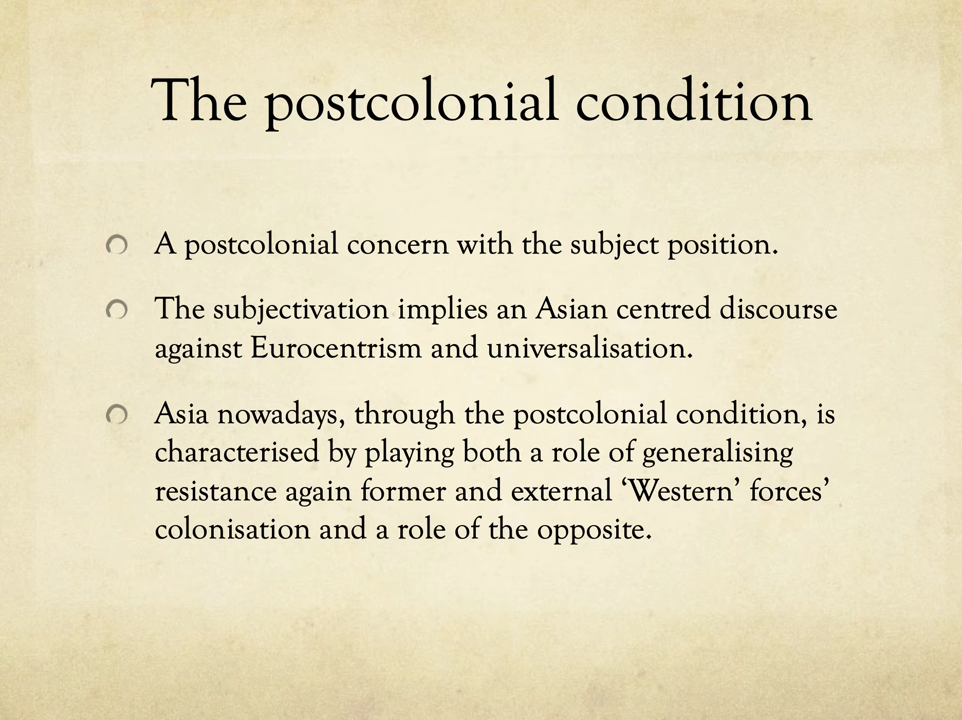 The postcolonial condition
A postcolonial concern with the subject position.
The subjectivation implies an Asian centred discourse
against Eurocentrism and universalisation.
Asia nowadays, through the postcolonial condition, is
characterised by playing both a role of generalising
resistance again former and external ‘Western’ forces’
colonisation and a role of the opposite.